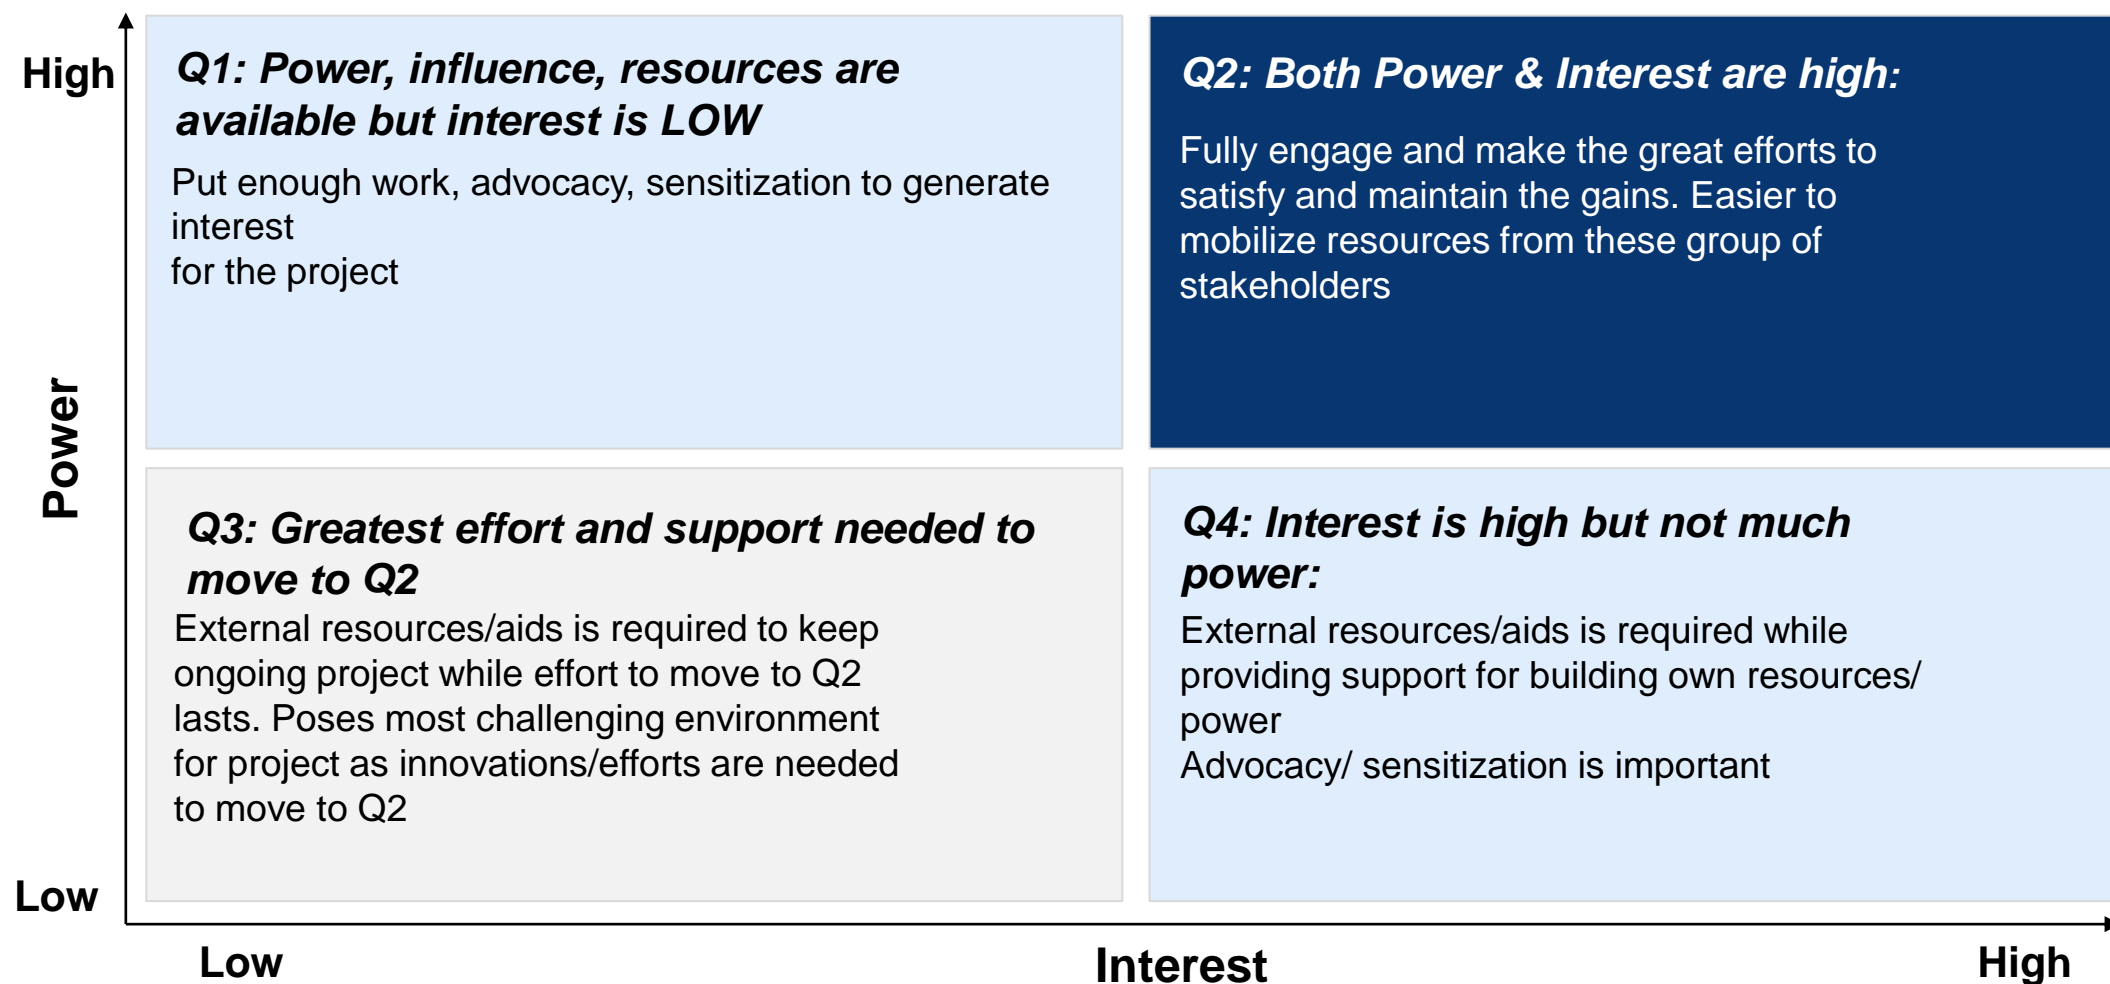 High
Q1: Power, influence, resources are
available but interest is LOW
Put enough work, advocacy, sensitization to generate
interest
for the project
Q2: Both Power & Interest are high:
Fully engage and make the great efforts to
satisfy and maintain the gains. Easier to
mobilize resources from these group of
stakeholders
Power
Q3: Greatest effort and support needed to
move to Q2
External resources/aids is required to keep
ongoing project while effort to move to Q2
lasts. Poses most challenging environment
for project as innovations/efforts are needed
to move to Q2
Q4: Interest is high but not much
power:
External resources/aids is required while
providing support for building own resources/
power
Advocacy/ sensitization is important
Low
Low
Interest
High